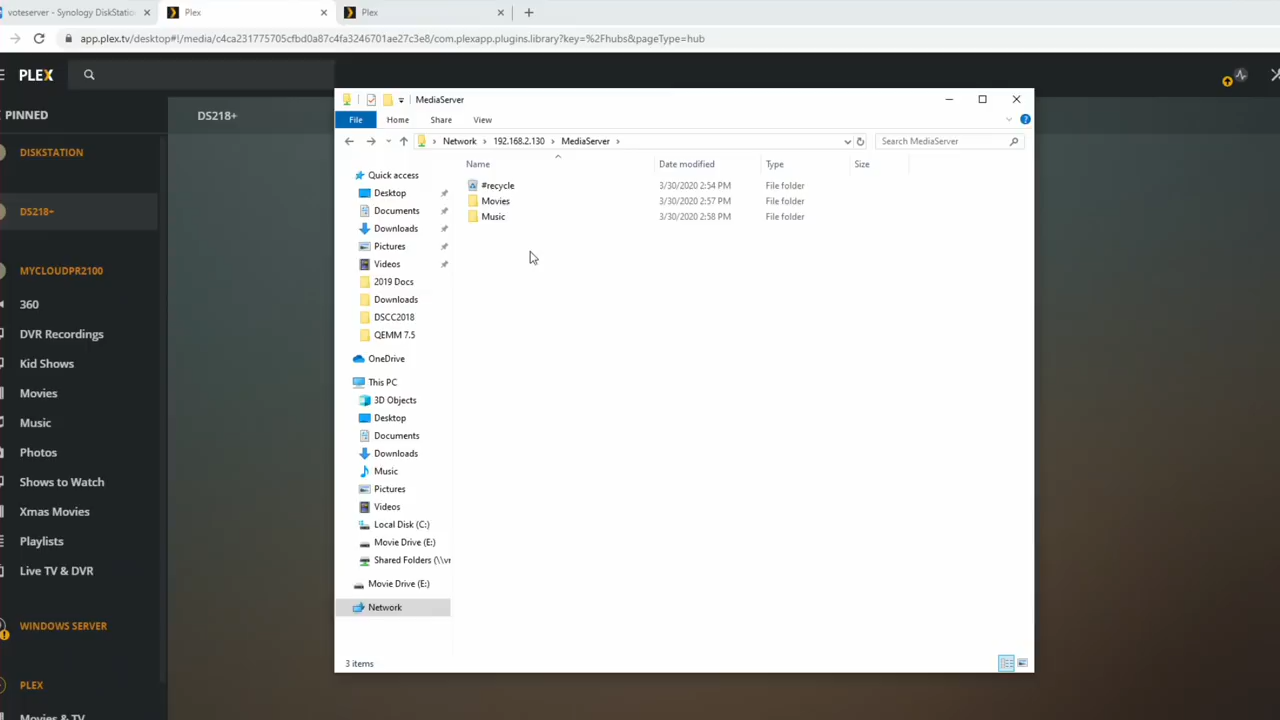 voteserver - Synology DiskStatio
Plex
Plex
app.plex.tv/desktop#!/media/c4ca231775705cfbd0a87c4fa3246701ae27c3e8/com.plexapp.plugins.library?key=%2Fhubs&pageType=hub
PLEX
PINNED
DISKSTATION
DS218+
MYCLOUDPR2100
360
DVR Recordings
Kid Shows
Movies
Music
Photos
Shows to Watch
Xmas Movies
Playlists
Live TV & DVR
WINDOWS SERVER
PLEX
Movies & TV
DS218+
MediaServer
File Home Share View
Network 192.168.2.130 MediaServer
Search MediaServer
Quick access
Desktop
Documents
Downloads
Pictures
Videos
2019 Docs
Downloads
DSCC2018
QEMM 7.5
OneDrive
This PC
3D Objects
Desktop
Documents
Downloads
Music
Pictures
Videos
Local Disk (C:)
Movie Drive (E:)
Shared Folders (\\vr
Movie Drive (E:)
Network
Name Date modified Type Size
#recycle 3/30/2020 2:54 PM File folder
Movies 3/30/2020 2:57 PM File folder
Music 3/30/2020 2:58 PM File folder
3 items